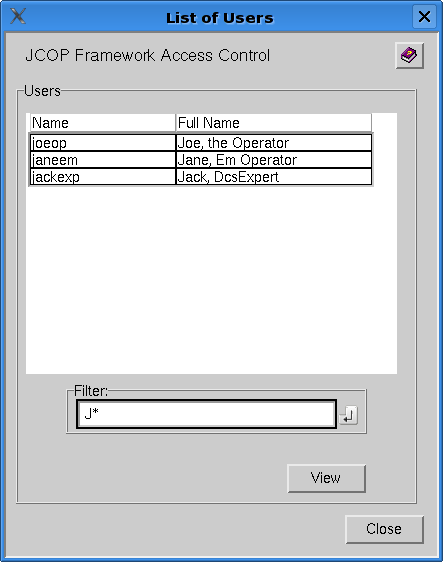 List of Users
JCOP Framework Access Control
Users
Name Full Name
joeop Joe, the Operator
janeem Jane, Em Operator
jackexp Jack, DcsExpert
Filter:
J*
View
Close